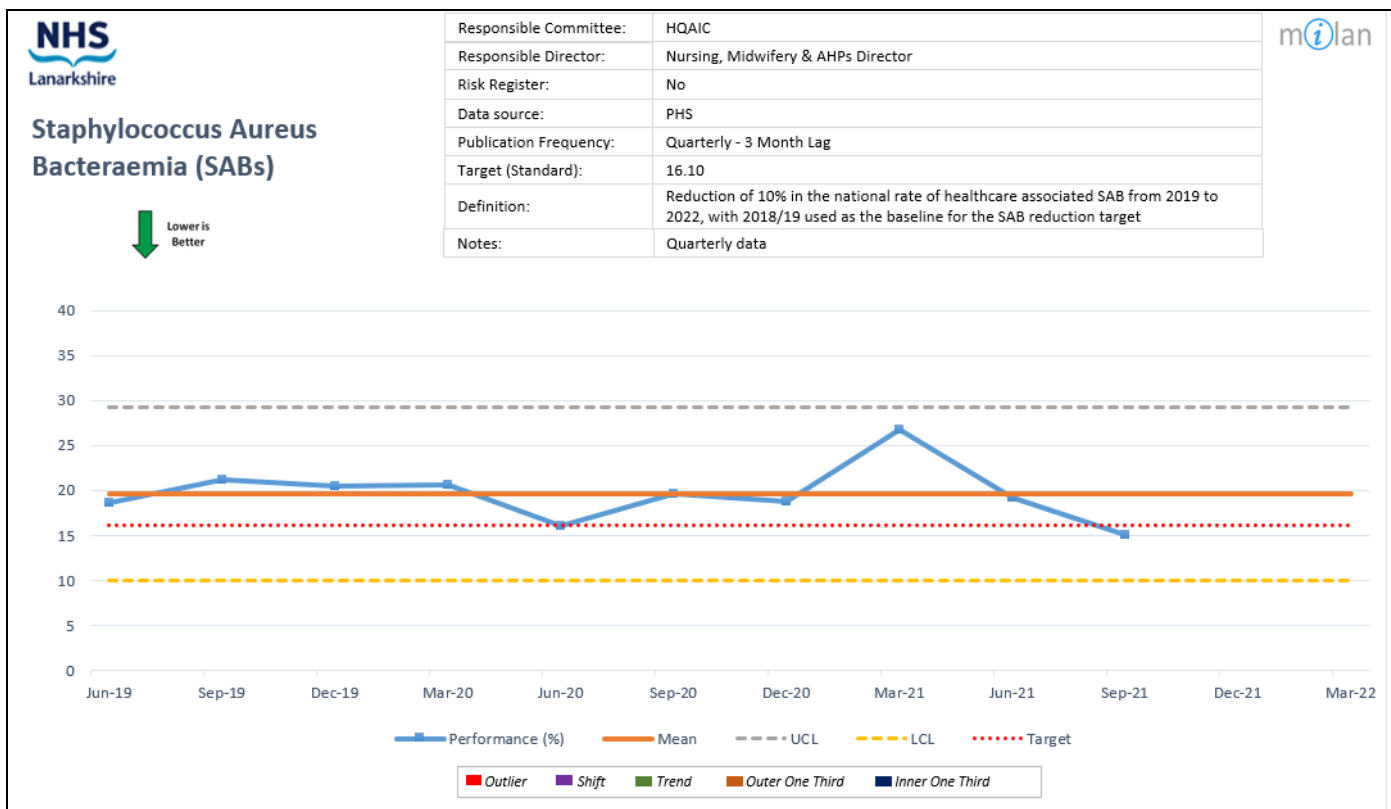 NHS
Lanarkshire
Staphylococcus Aureus
Bacteraemia (SABs)
Lower is
Better
Responsible Committee: HQAIC
Responsible Director: Nursing, Midwifery & AHPs Director
Risk Register: No
Data source: PHS
Publication Frequency: Quarterly - 3 Month Lag
Target (Standard): 16.10
Definition: Reduction of 10% in the national rate of healthcare associated SAB from 2019 to
2022, with 2018/19 used as the baseline for the SAB reduction target
Notes: Quarterly data
milan
40
35
30
25
20
15
10
5
0
Jun-19 Sep-19 Dec-19 Mar-20 Jun-20 Sep-20 Dec-20 Mar-21 Jun-21 Sep-21 Dec-21 Mar-22
Performance (%) Mean UCL LCL Target
Outlier Shift Trend Outer One Third Inner One Third